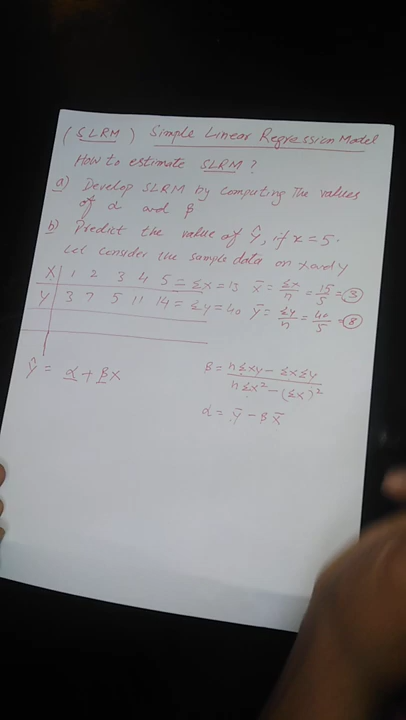 (SLRM) Simple Linear Regression Model
How to estimate SLRM?
a) Develop SLRM by computing The values
of α and β
b) Predict the value of Ŷ, if x = 5.
Let Consider the sample data on x and y
X 1 2 3 4 5 = Σx = 13 x̄ = Σx/n = 15/5 = 3
Y 3 7 5 11 14 = Σy = 40 ȳ = Σy/n = 40/5 = 8
Ŷ = α + βX
β = nΣxy - ΣxΣy / nΣx² - (Σx)²
α = Ȳ - βX̄